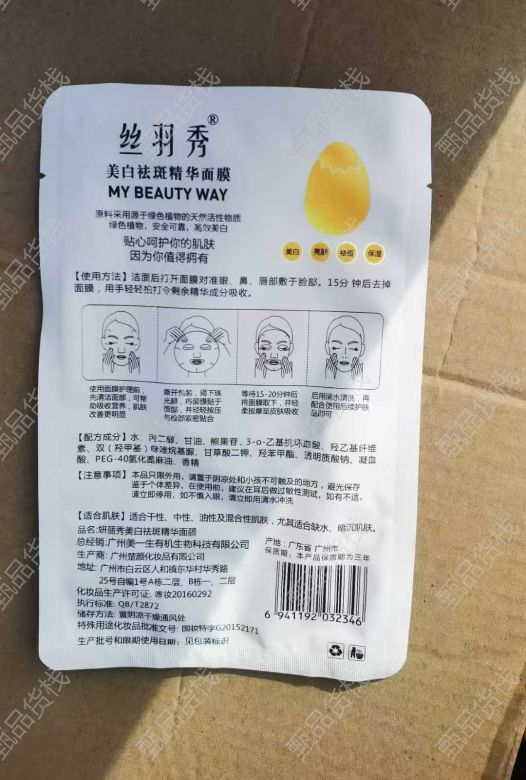 丝羽秀®
美白祛斑精华面膜
MY BEAUTY WAY
原料采用源于绿色植物的天然活性物质
绿色植物，安全可靠，高效美白
贴心呵护你的肌肤
因为你值得拥有
美白 亮颜 祛斑 保湿
【使用方法】洁面后打开面膜对准眼、鼻、唇部敷于脸部。15分 钟后去掉
面膜，用手轻轻拍打令剩余精华成分吸收。
使用面膜护理前，
先清洁面部，可帮
助吸收营养，肌肤
改善更明显
撕开包装，揭下珠
光膜，将面膜贴于
面部，并轻轻按压
与脸部紧密贴合
等待15-20分钟后
将面膜取下，并轻
柔按摩至皮肤吸收
后用清水清洗，再
配合使用后续护肤
品即可
【配方成分】水、丙二醇、甘油、熊果苷、3-o-乙基抗坏血酸、羟乙基纤维
素、双（羟甲基）咪唑烷基脲、甘草酸二钾、羟苯甲酯、透明质酸钠、凝血
酸、PEG-40氢化蓖麻油、香精
【注意事项】 本品只限外用，请置于阴凉处和小孩不可触及的地方，避光保存
鉴于个体差异，在使用前，建议在耳后做过敏性测试，如有不适，
请立即停用，如不慎入眼，请立即用清水冲洗
【适合肌肤】适合干性、中性、油性及混合性肌肤，尤其适合缺水、暗沉肌肤。
品名：妍丽秀美白祛斑精华面膜
总经销：广州美一生有机生物科技有限公司
生产商：广州楚颜化妆品有限公司
地址：广州市白云区人和镇东华村华秀路
25号自编1号A栋二层、B栋一、二层
化妆品生产许可证：粤妆20160292
执行标准：QB/T2872
储存方法：置阴凉干燥通风处
特殊用途化妆品批准文号：国妆特字G20152171
生产批号和限期使用日期：见包装标识
产地：广东省 广州市
保质期：本产品保质期为三年
6 941192 032346
甄品货栈